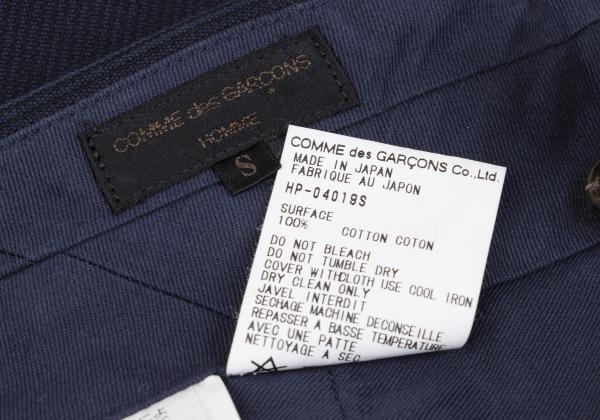 COMME des GARÇONS
HOMME
S
COMME des GARÇONS Co.,Ltd.
MADE IN JAPAN
FABRIQUE AU JAPON
HP-04019S
SURFACE
100% COTTON COTON
DO NOT BLEACH
DO NOT TUMBLE DRY
COVER WITHCLOTH USE COOL IRON
DRY CLEAN ONLY
JAVEL INTERDIT
SECHAGE MACHINE DECONSEILLE
REPASSER A BASSE TEMPERATURE
AVEC UNE PATTE
NETTOYAGE A SEC